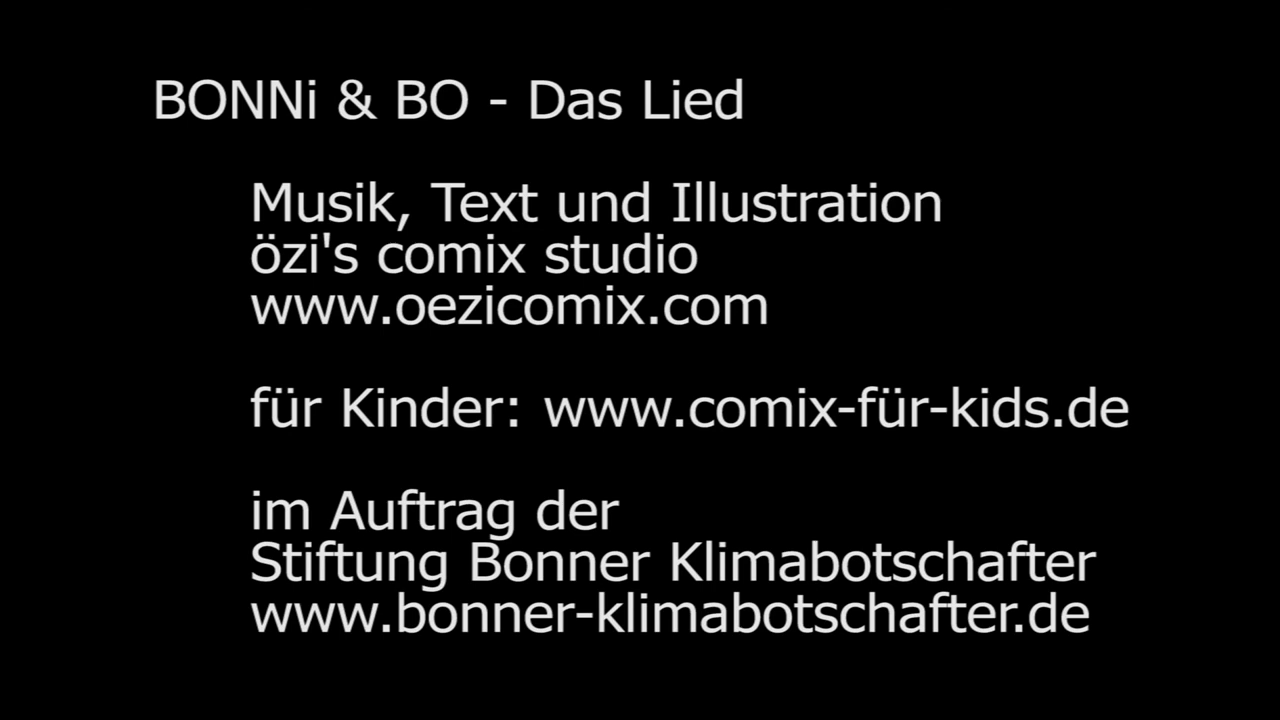 BONNi & BO - Das Lied
Musik, Text und Illustration
özi's comix studio
www.oezicomix.com
für Kinder: www.comix-für-kids.de
im Auftrag der
Stiftung Bonner Klimabotschafter
www.bonner-klimabotschafter.de